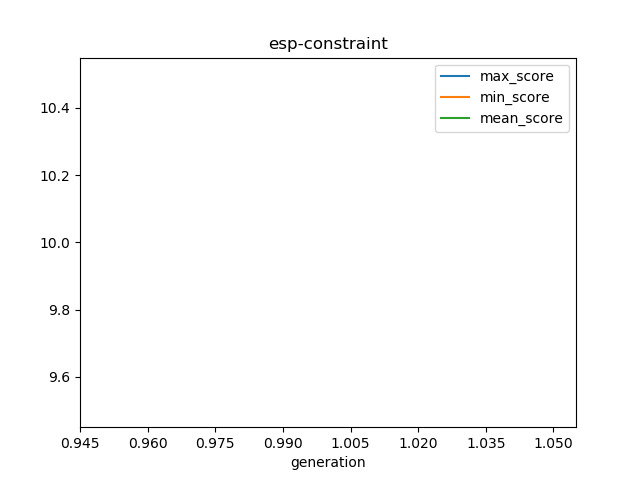 esp-constraint
max_score
min_score
mean_score
10.4
10.2
10.0
9.8
9.6
0.945 0.960 0.975 0.990 1.005 1.020 1.035 1.050
generation